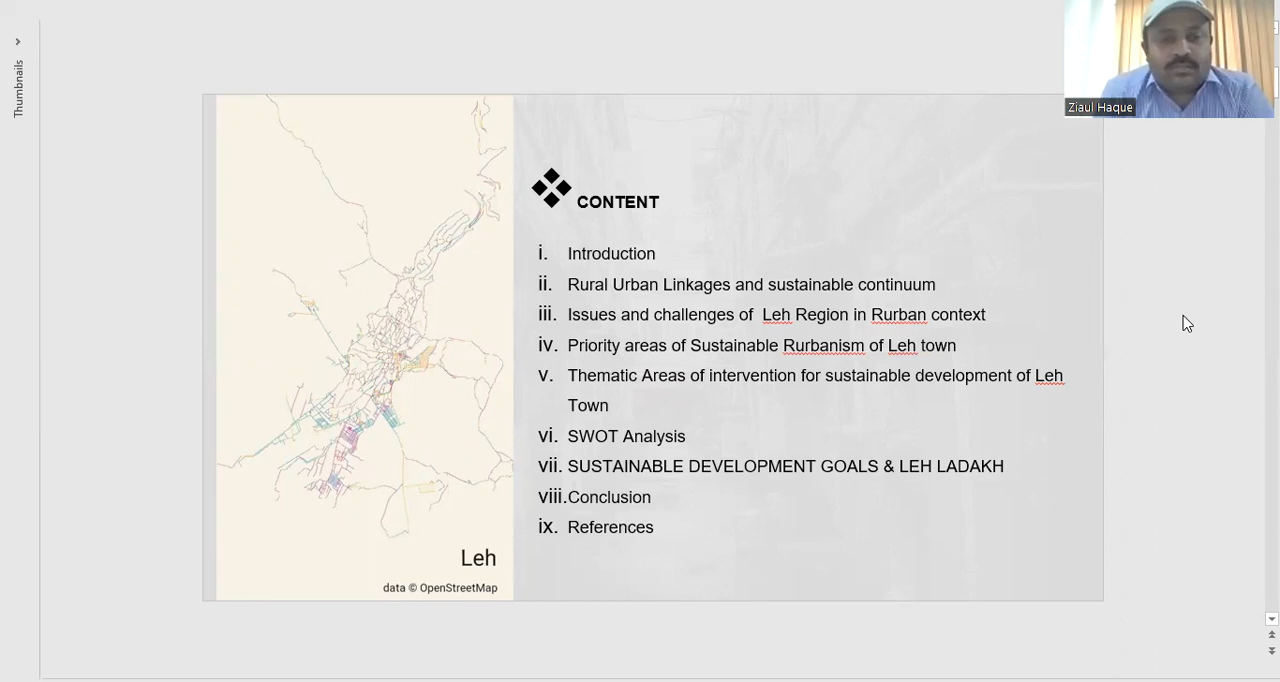 Thumbnails
Ziaul Haque
CONTENT
i. Introduction
ii. Rural Urban Linkages and sustainable continuum
iii. Issues and challenges of Leh Region in Rurban context
iv. Priority areas of Sustainable Rurbanism of Leh town
v. Thematic Areas of intervention for sustainable development of Leh
Town
vi. SWOT Analysis
vii. SUSTAINABLE DEVELOPMENT GOALS & LEH LADAKH
viii.Conclusion
ix. References
Leh
data © OpenStreetMap